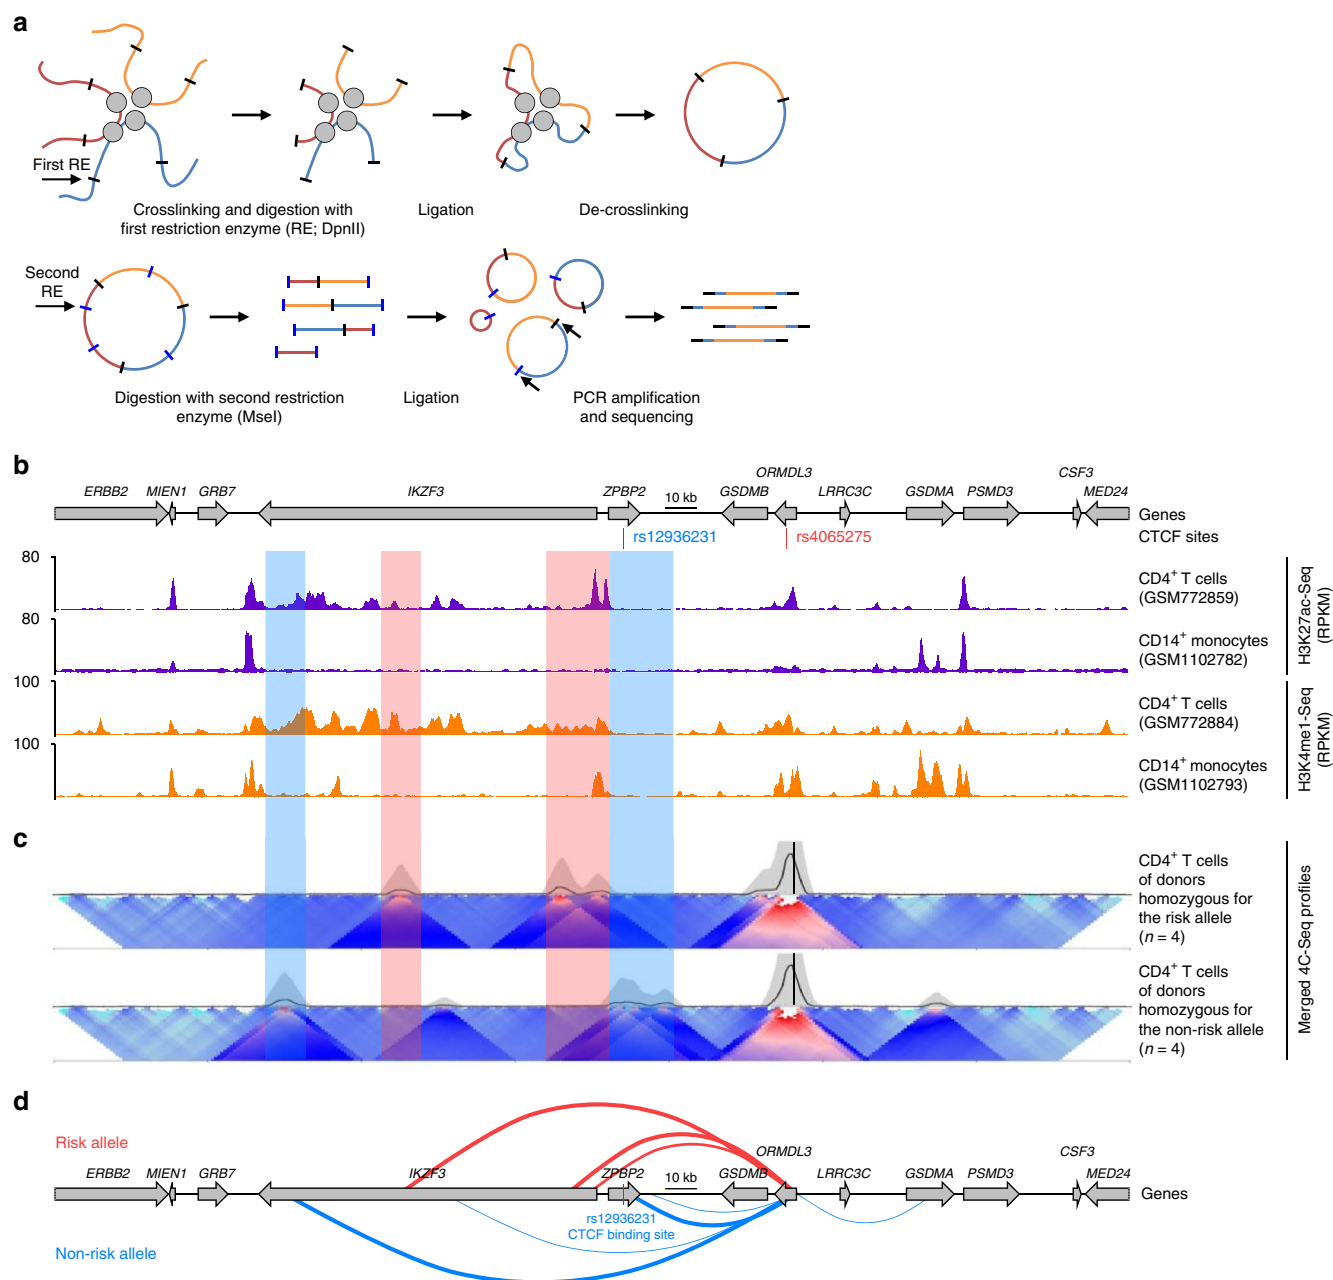 a
First RE
Crosslinking and digestion with
first restriction enzyme (RE; DpnII)
Ligation
De-crosslinking
Second
RE
Digestion with second restriction
enzyme (MseI)
Ligation
PCR amplification
and sequencing
b
ERBB2 MIEN1 GRB7 IKZF3 ZPBP2 10 kb GSDMB ORMDL3 LRRC3C GSDMA PSMD3 CSF3 MED24
Genes
CTCF sites
rs12936231 rs4065275
80
CD4+ T cells
(GSM772859)
80
CD14+ monocytes
(GSM1102782)
H3K27ac-Seq
(RPKM)
100
CD4+ T cells
(GSM772884)
100
CD14+ monocytes
(GSM1102793)
H3K4me1-Seq
(RPKM)
c
CD4+ T cells
of donors
homozygous for
the risk allele
(n = 4)
CD4+ T cells
of donors
homozygous for
the non-risk allele
(n = 4)
Merged 4C-Seq profiles
d
Risk allele
ERBB2 MIEN1 GRB7 IKZF3 ZPBP2 10 kb GSDMB ORMDL3 LRRC3C GSDMA PSMD3 CSF3 MED24
Genes
rs12936231
CTCF binding site
Non-risk allele